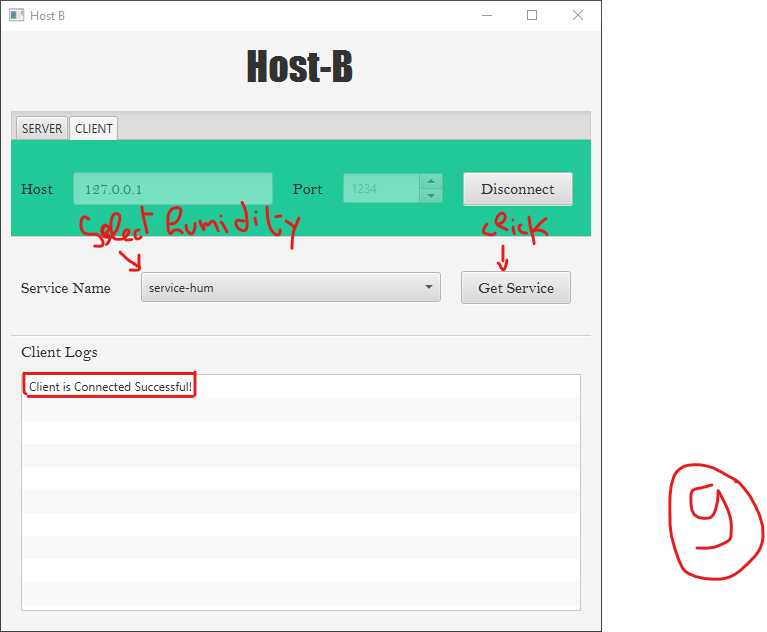 Host B
Host-B
SERVER CLIENT
Host 127.0.0.1 Port 1234 Disconnect
Select humidity click
Service Name service-hum Get Service
Client Logs
Client is Connected Successful!
9